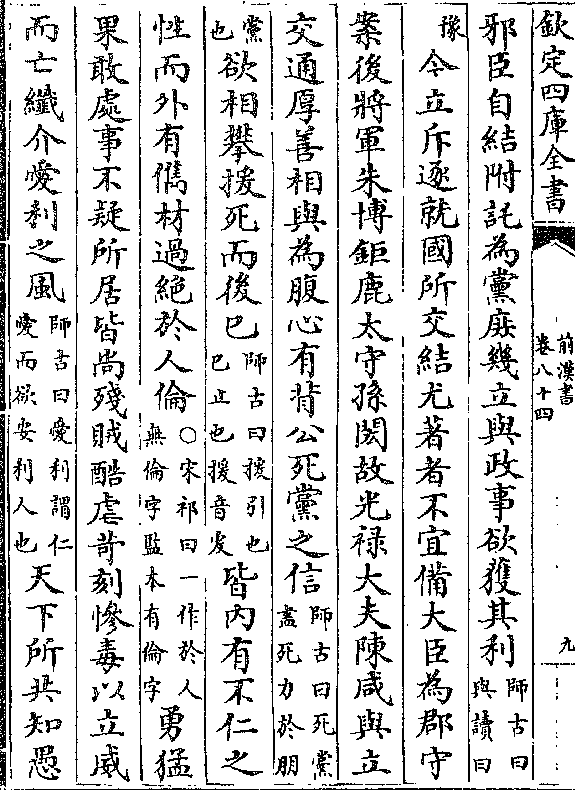 欽定四庫全書
前漢書
卷八十四
九
邪臣自結附託為黨庶幾立與政事欲獲其利師古曰與讀曰
豫今立斥逐就國所交結尤著者不宜備大臣為郡守
案後將軍朱博鉅鹿太守孫閎故光祿大夫陳咸與立
交通厚善相與為腹心有背公死黨之信師古曰死黨盡死力於朋
黨也欲相攀援死而後已師古曰援引也已止也援音爰皆內有不仁之
性而外有儁材過絕於人倫○宋祁曰一作於人無倫字監本有倫字勇猛
果敢處事不疑所居皆尚殘賊酷虐苛刻慘毒以立威
而亡纖介愛利之風師古曰愛利謂仁愛而欲安利人也天下所共知愚